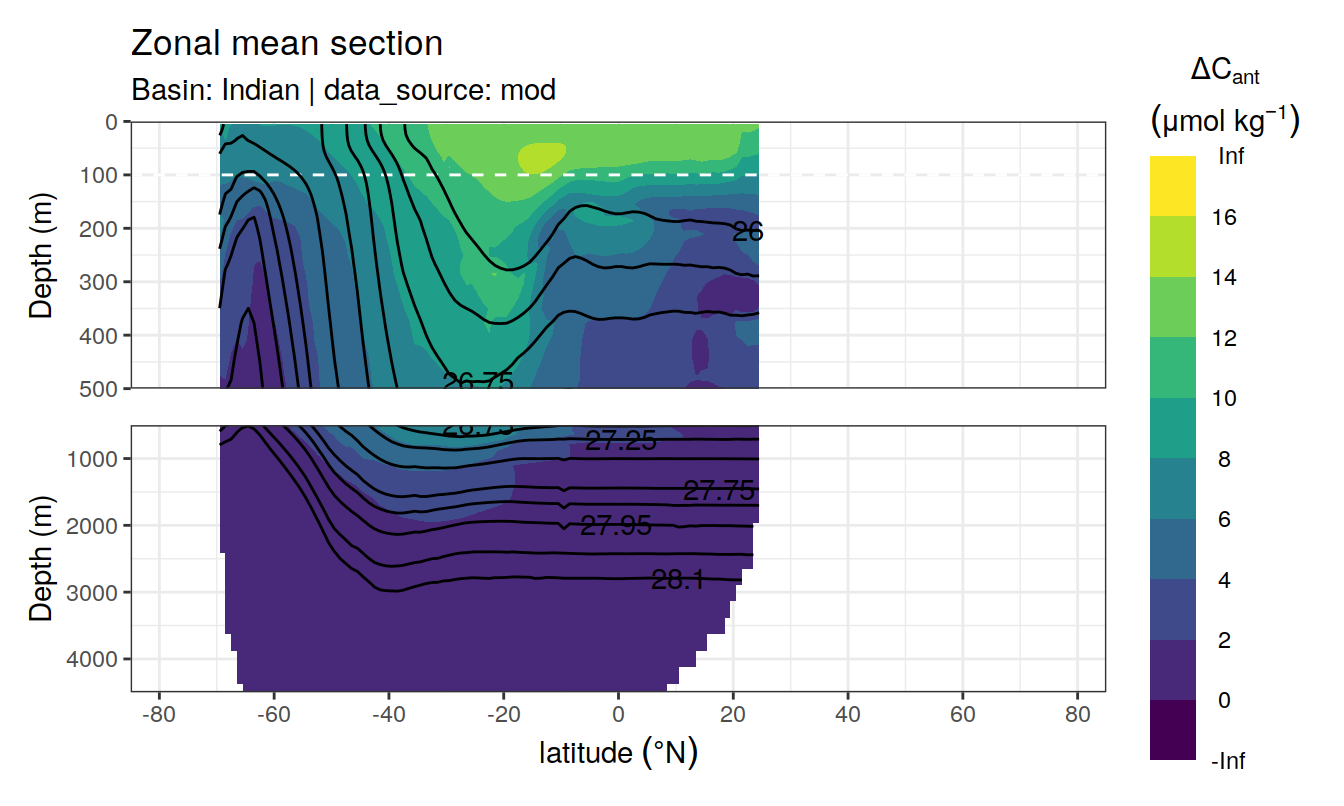 Zonal mean section
Basin: Indian | data_source: mod
ΔCant
(μmol kg⁻¹)
Inf
16
14
12
10
8
6
4
2
0
-Inf
Depth (m)
0
100
200
300
400
500
26
26.75
Depth (m)
1000
2000
3000
4000
26.75
27.25
27.75
27.95
28.1
-80 -60 -40 -20 0 20 40 60 80
latitude (°N)